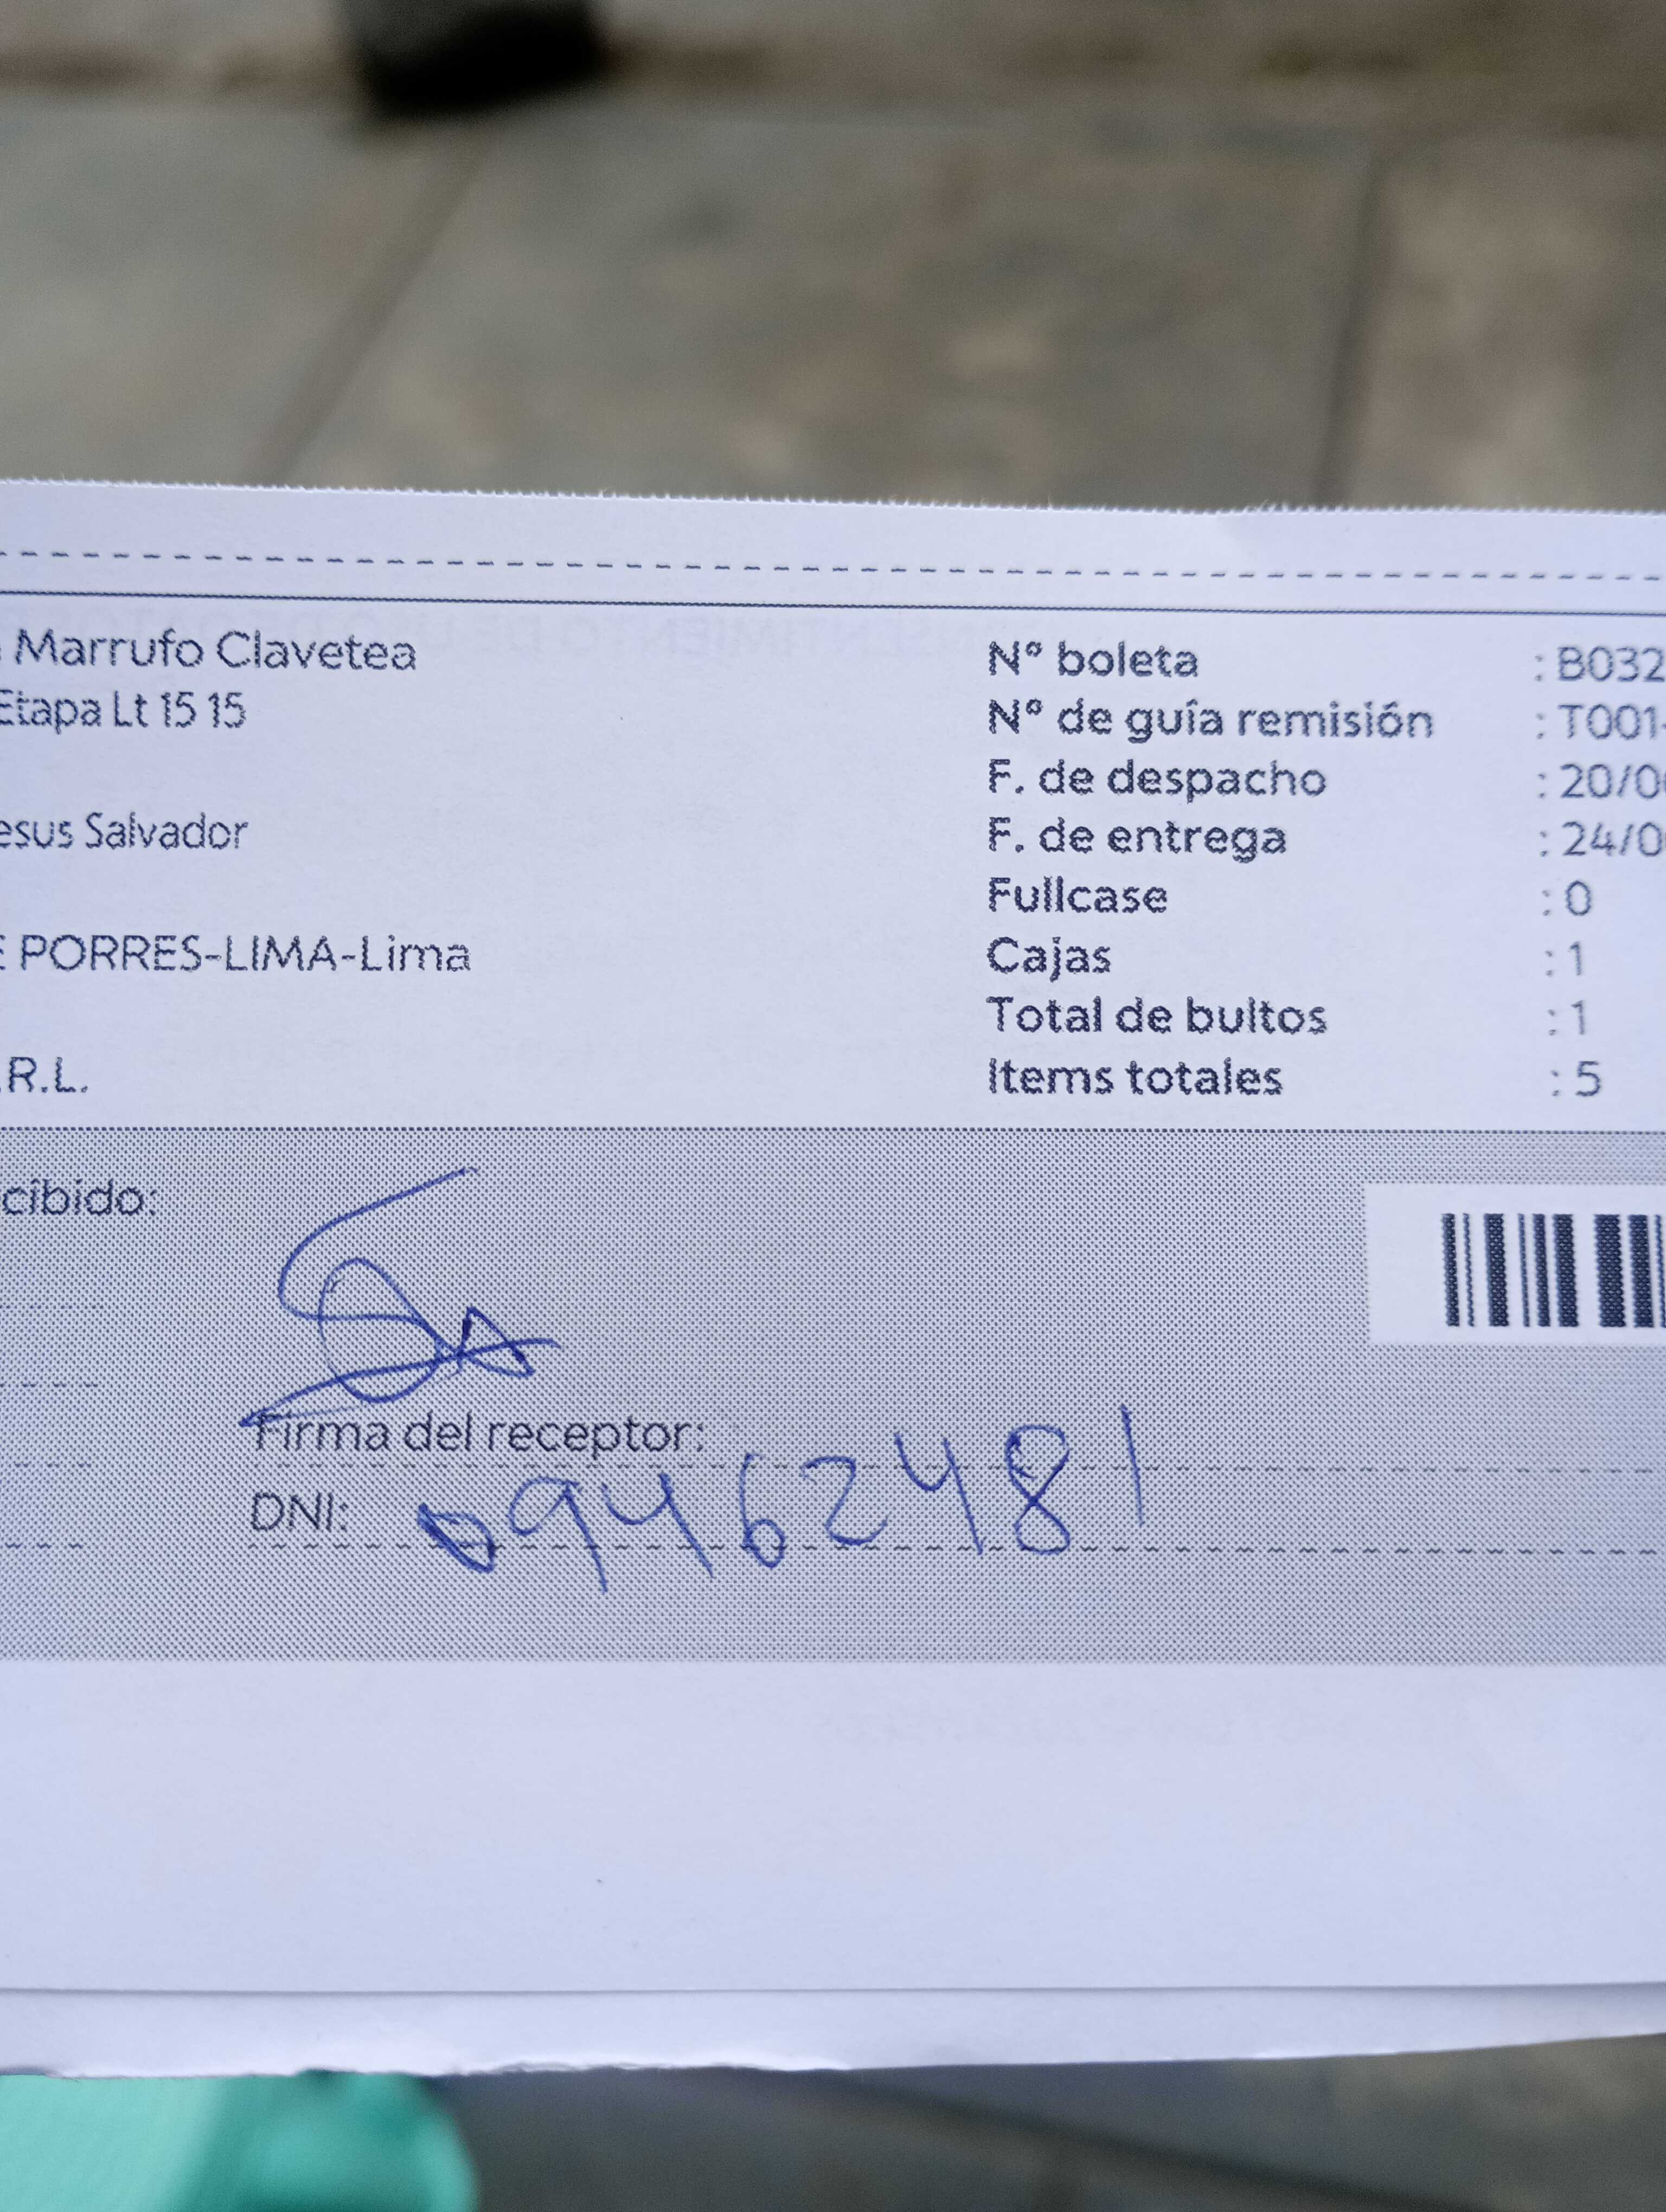 Marrufo Clavetea
Etapa Lt 15 15
esus Salvador
E PORRES-LIMA-Lima
.R.L.
N° boleta : B032
N° de guía remisión : T001-
F. de despacho : 20/0
F. de entrega : 24/0
Fullcase : 0
Cajas : 1
Total de bultos : 1
Items totales : 5
cibido:
Firma del receptor:
DNI: 09462481